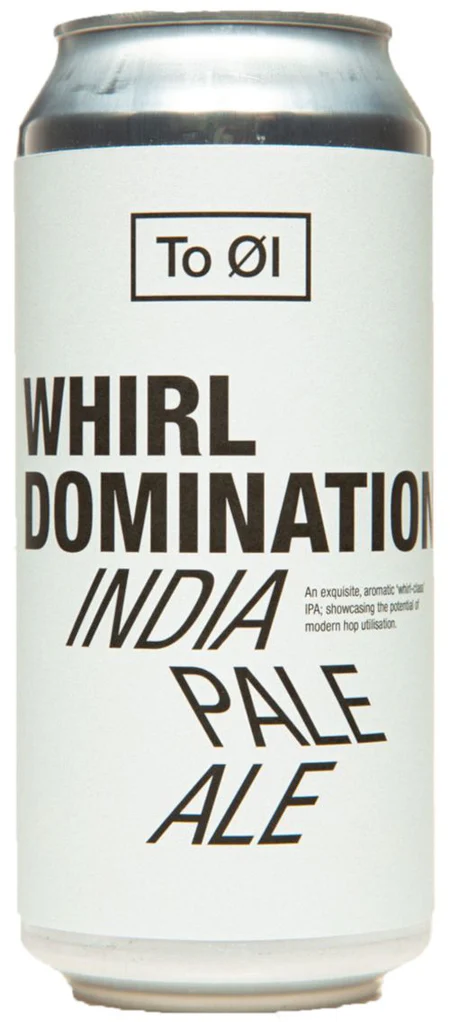 To Øl
WHIRL
DOMINATION
INDIA
An exquisite, aromatic 'whirl-class'
IPA; showcasing the potential of
modern hop utilisation.
PALE
ALE